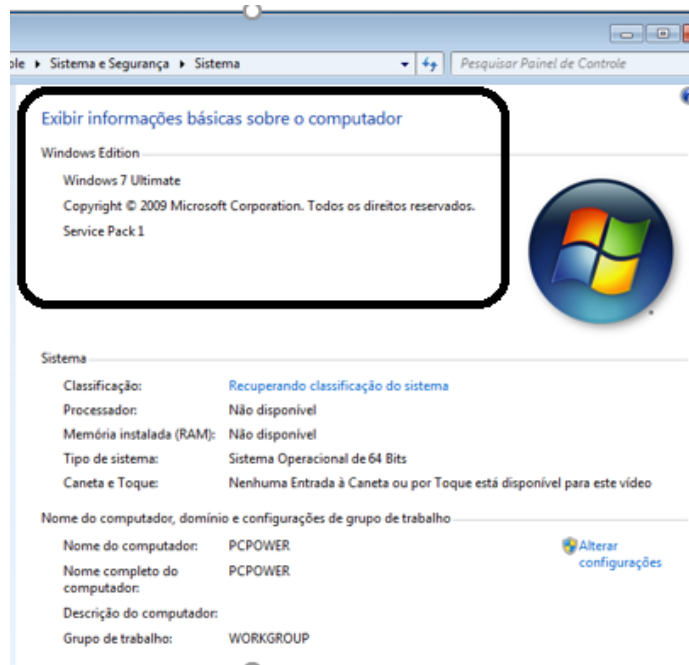 ole ▸ Sistema e Segurança ▸ Sistema
Pesquisar Painel de Controle
Exibir informações básicas sobre o computador
Windows Edition
Windows 7 Ultimate
Copyright © 2009 Microsoft Corporation. Todos os direitos reservados.
Service Pack 1
Sistema
Classificação: Recuperando classificação do sistema
Processador: Não disponível
Memória instalada (RAM): Não disponível
Tipo de sistema: Sistema Operacional de 64 Bits
Caneta e Toque: Nenhuma Entrada à Caneta ou por Toque está disponível para este vídeo
Nome do computador, domínio e configurações de grupo de trabalho
Nome do computador: PCPOWER
Alterar
configurações
Nome completo do
computador: PCPOWER
Descrição do computador:
Grupo de trabalho: WORKGROUP